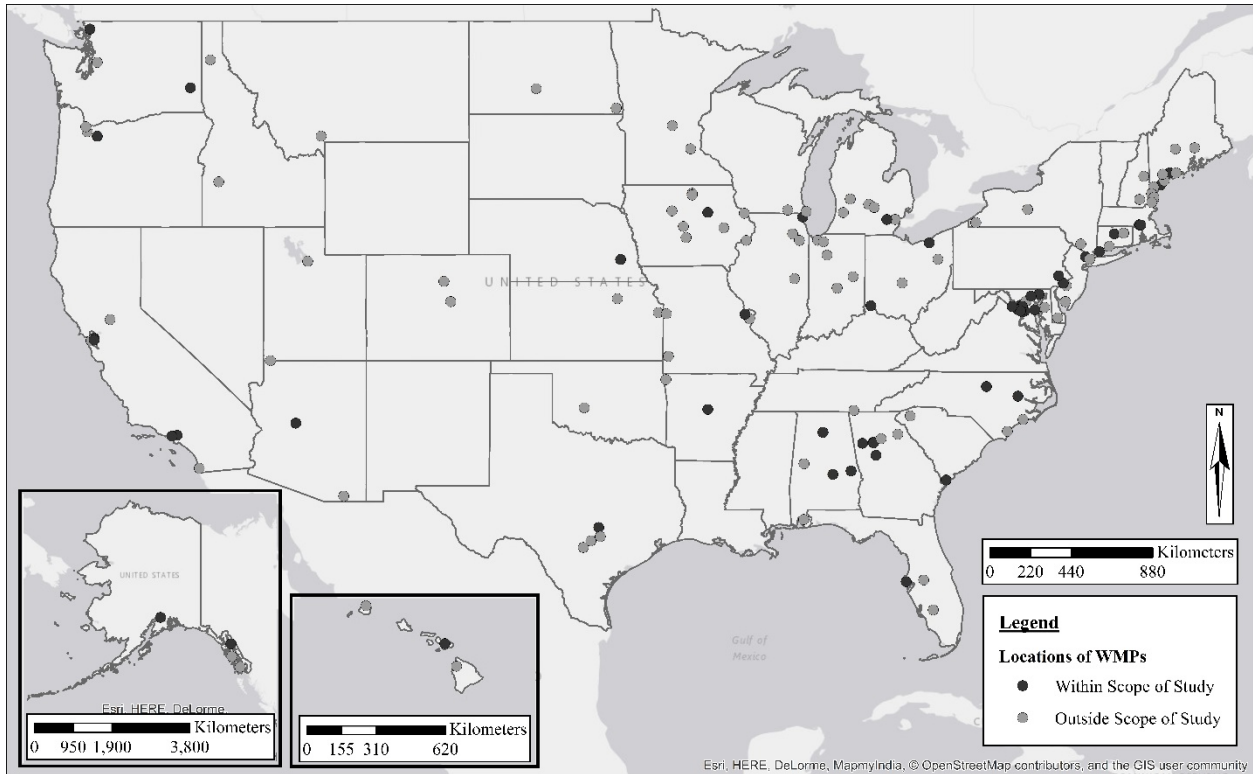 UNITED STATES
N
Kilometers
0 220 440 880
Legend
Locations of WMPs
Within Scope of Study
Outside Scope of Study
Gulf of
Mexico
UNITED STATES
Esri, HERE, DeLorme,
Kilometers
0 950 1,900 3,800
Kilometers
0 155 310 620
Esri, HERE, DeLorme, MapmyIndia, © OpenStreetMap contributors, and the GIS user community